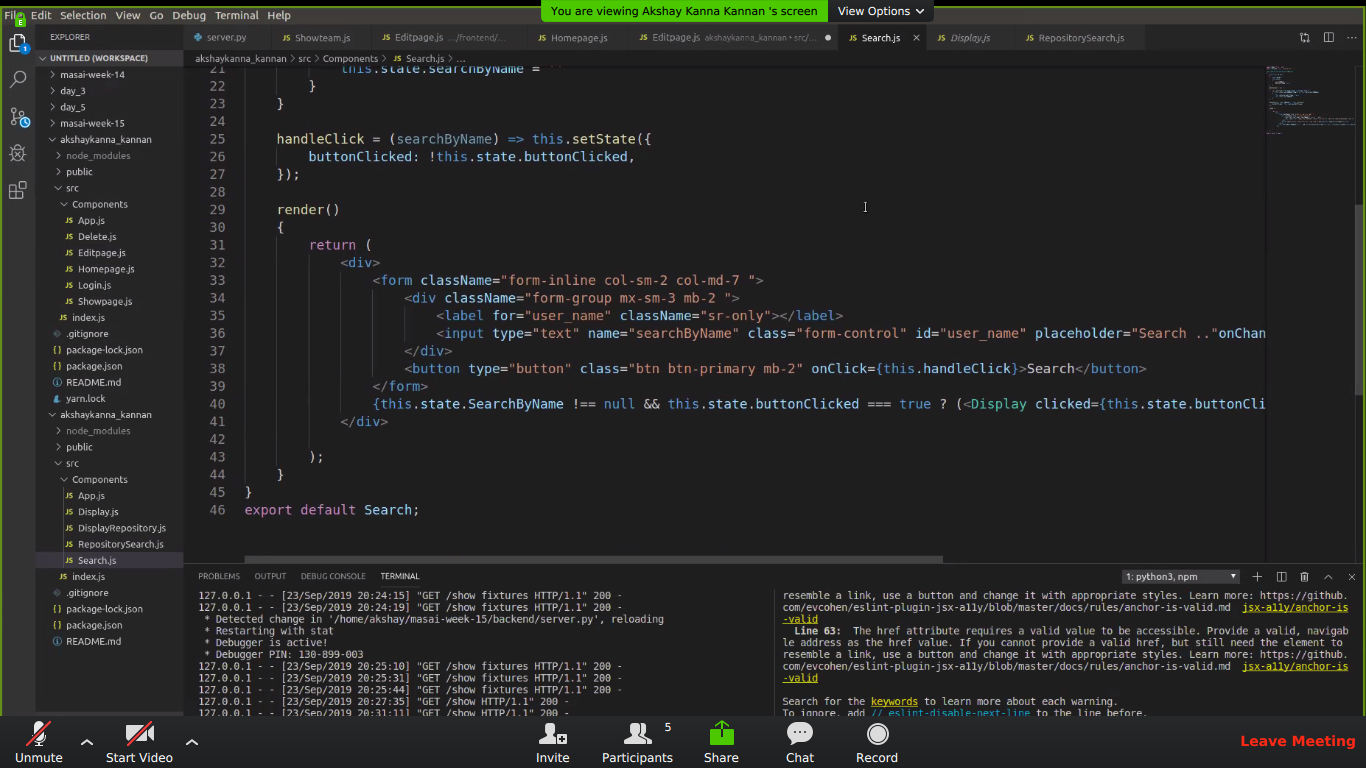 You are viewing Akshay Kanna Kannan 's screen
View Options
File Edit Selection View Go Debug Terminal Help
EXPLORER
server.py
Showteam.js
Editpage.js .../frontend/...
Homepage.js
Editpage.js akshaykanna_kannan • src/...
Search.js
Display.js
RepositorySearch.js
UNTITLED (WORKSPACE)
masai-week-14
day_3
day_5
masai-week-15
akshaykanna_kannan
node_modules
public
src
Components
App.js
Delete.js
Editpage.js
Homepage.js
Login.js
Showpage.js
index.js
.gitignore
package-lock.json
package.json
README.md
yarn.lock
akshaykanna_kannan
node_modules
public
src
Components
App.js
Display.js
DisplayRepository.js
RepositorySearch.js
Search.js
index.js
.gitignore
package-lock.json
package.json
README.md
akshaykanna_kannan > src > Components > Search.js > ...
21 this.state.searchByName =
22 }
23 }
24
25 handleClick = (searchByName) => this.setState({
26 buttonClicked: !this.state.buttonClicked,
27 });
28
29 render()
30 {
31 return (
32 <div>
33 <form className="form-inline col-sm-2 col-md-7 ">
34 <div className="form-group mx-sm-3 mb-2 ">
35 <label for="user_name" className="sr-only"></label>
36 <input type="text" name="searchByName" class="form-control" id="user_name" placeholder="Search .."onChan
37 </div>
38 <button type="button" class="btn btn-primary mb-2" onClick={this.handleClick}>Search</button>
39 </form>
40 {this.state.SearchByName !== null && this.state.buttonClicked === true ? (<Display clicked={this.state.buttonCli
41 </div>
42
43 );
44 }
45 }
46 export default Search;
PROBLEMS OUTPUT DEBUG CONSOLE TERMINAL
1: python3, npm
127.0.0.1 - - [23/Sep/2019 20:24:15] "GET /show fixtures HTTP/1.1" 200 -
127.0.0.1 - - [23/Sep/2019 20:24:19] "GET /show fixtures HTTP/1.1" 200 -
* Detected change in '/home/akshay/masai-week-15/backend/server.py', reloading
* Restarting with stat
* Debugger is active!
* Debugger PIN: 130-899-003
127.0.0.1 - - [23/Sep/2019 20:25:10] "GET /show fixtures HTTP/1.1" 200 -
127.0.0.1 - - [23/Sep/2019 20:25:31] "GET /show fixtures HTTP/1.1" 200 -
127.0.0.1 - - [23/Sep/2019 20:25:44] "GET /show fixtures HTTP/1.1" 200 -
127.0.0.1 - - [23/Sep/2019 20:27:35] "GET /show HTTP/1.1" 200 -
127.0.0.1 - - [23/Sep/2019 20:31:11] "GET /show fixtures HTTP/1.1" 200 -
resemble a link, use a button and change it with appropriate styles. Learn more: https://github.
com/evcohen/eslint-plugin-jsx-a11y/blob/master/docs/rules/anchor-is-valid.md jsx-a11y/anchor-is
-valid
Line 63: The href attribute requires a valid value to be accessible. Provide a valid, navigab
le address as the href value. If you cannot provide a valid href, but still need the element to
resemble a link, use a button and change it with appropriate styles. Learn more: https://github.
com/evcohen/eslint-plugin-jsx-a11y/blob/master/docs/rules/anchor-is-valid.md jsx-a11y/anchor-is
-valid
Search for the keywords to learn more about each warning.
To ignore, add // eslint-disable-next-line to the line before.
Unmute
Start Video
Invite
Participants 5
Share
Chat
Record
Leave Meeting